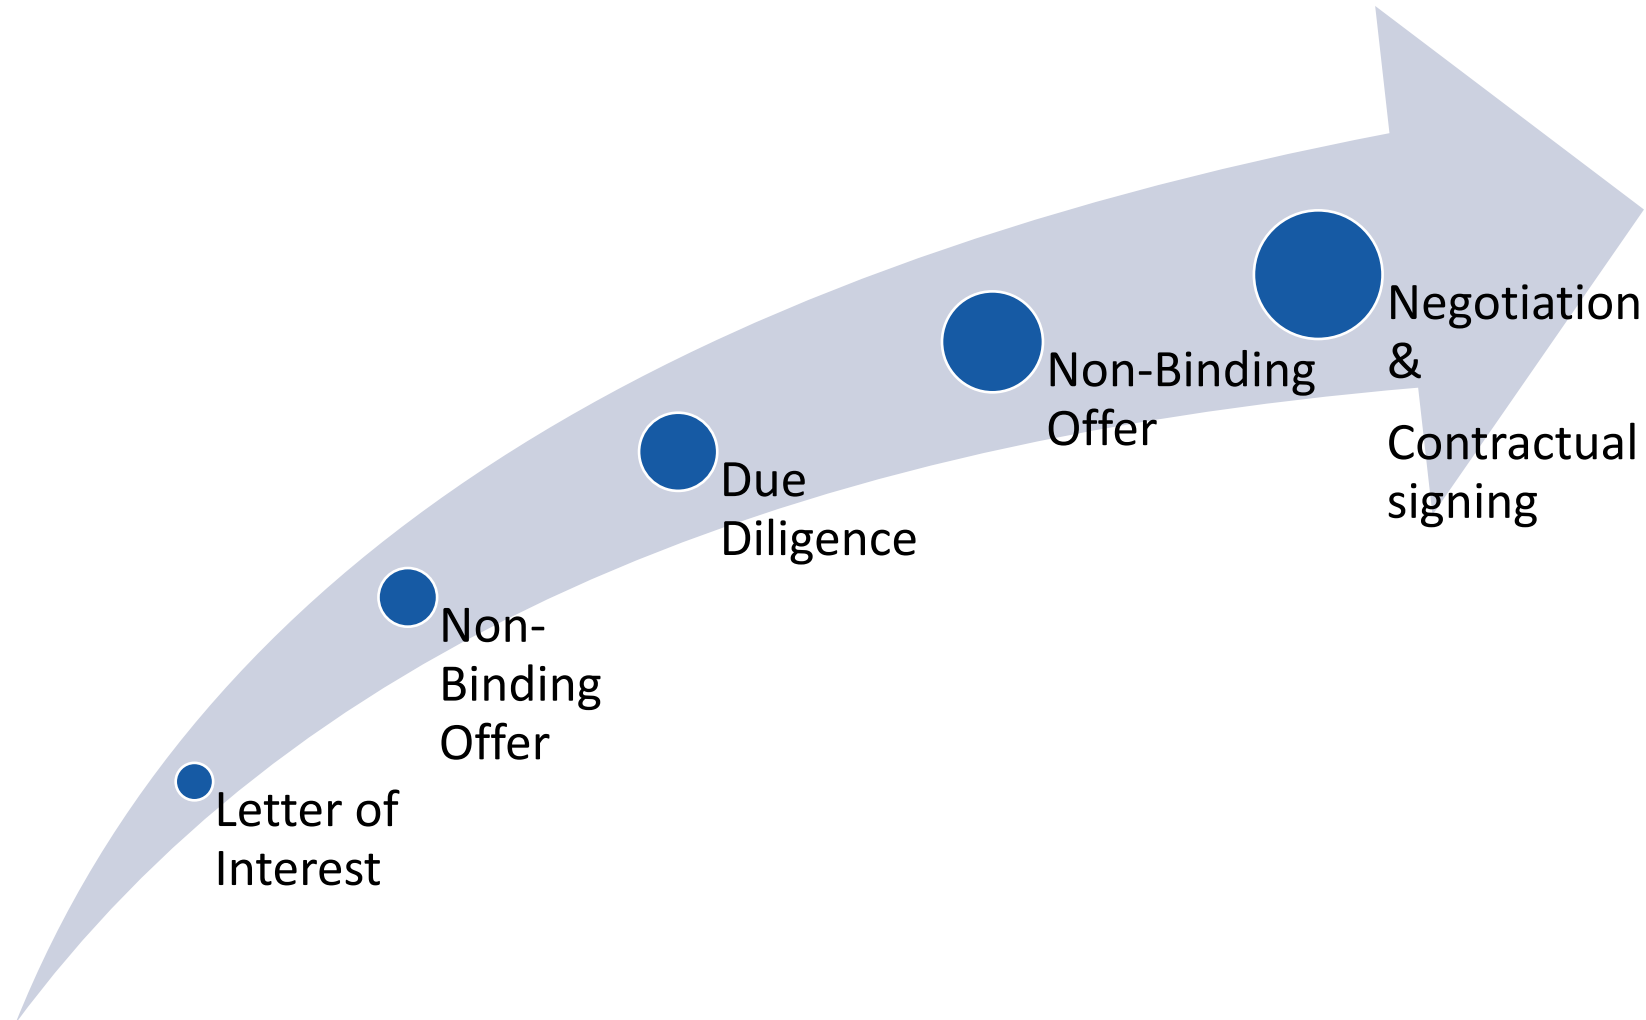 Letter of
Interest
Non-
Binding
Offer
Due
Diligence
Non-Binding
Offer
Negotiation
&
Contractual
signing